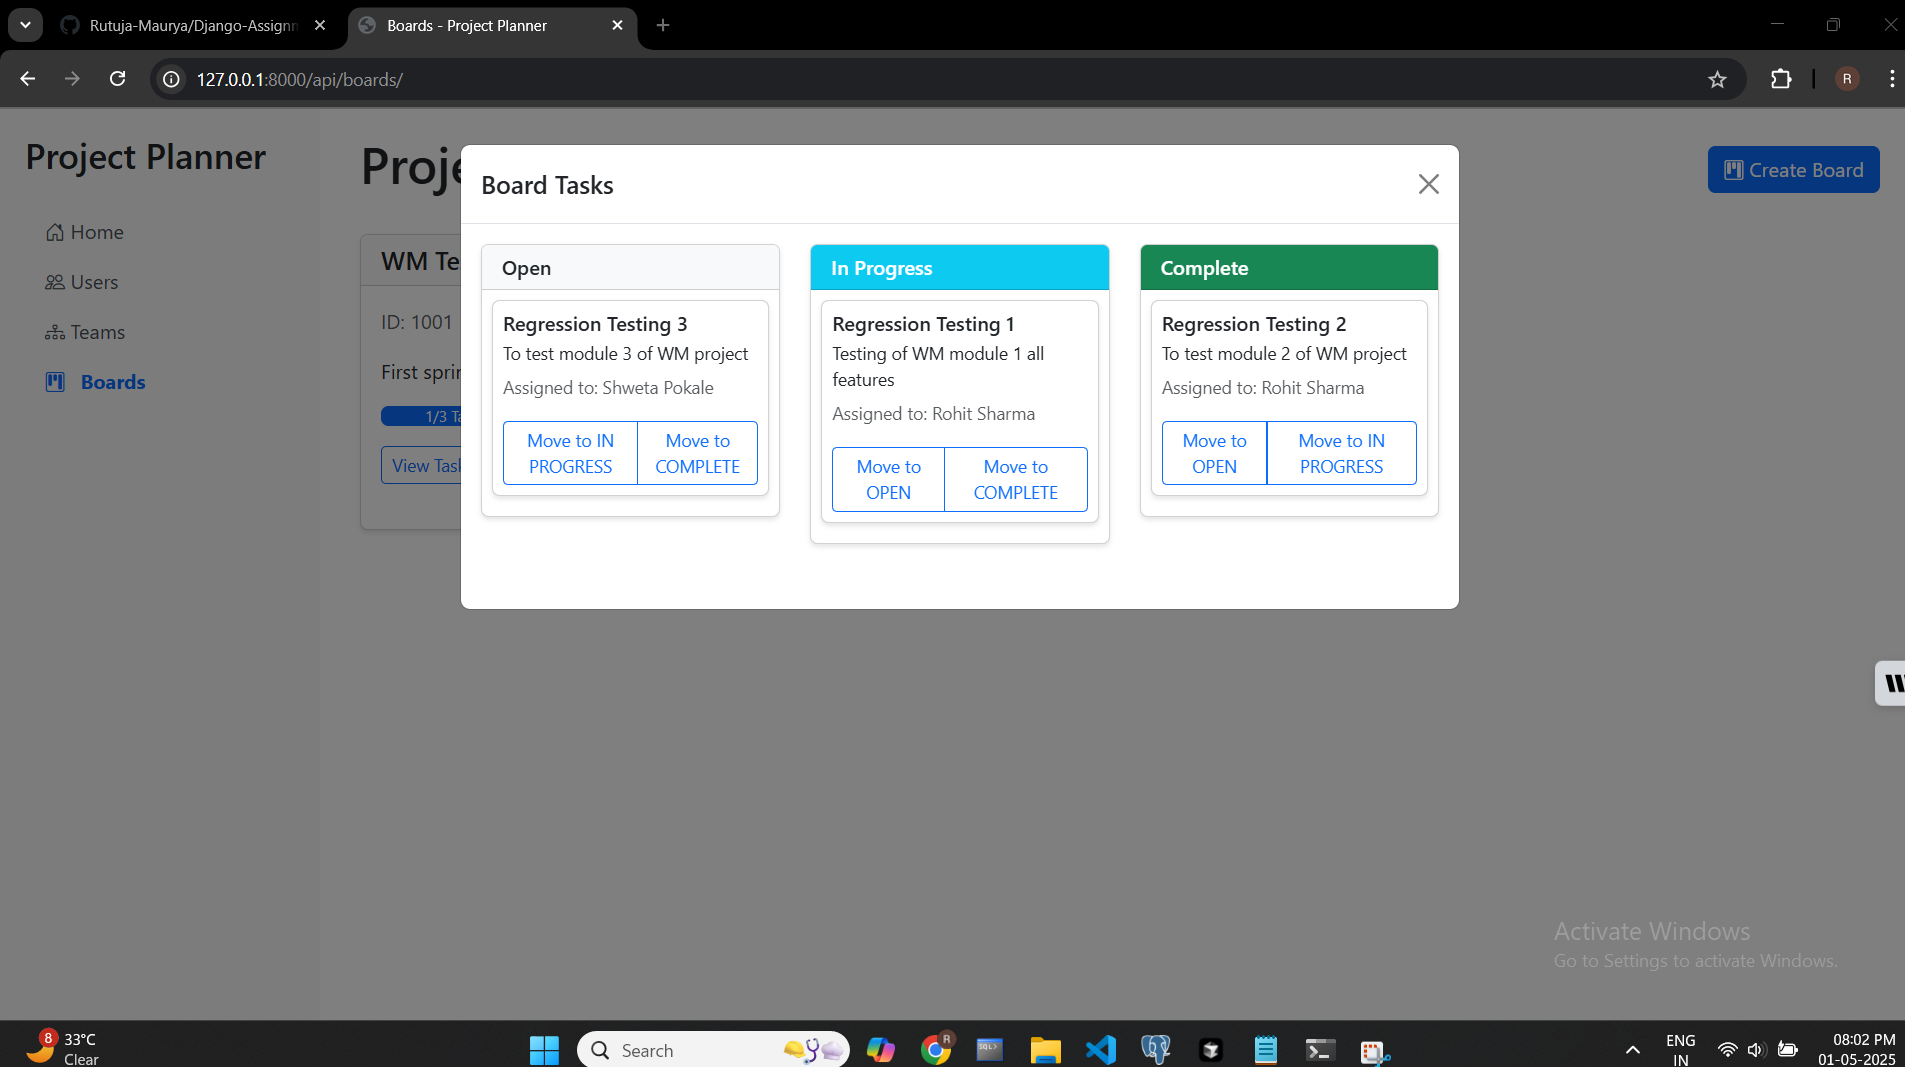 Rutuja-Maurya/Django-Assignm
Boards - Project Planner
127.0.0.1:8000/api/boards/
R
Project Planner
Home
Users
Teams
Boards
Proje
Create Board
WM Te
ID: 1001
First sprin
1/3 Ta
View Task
Board Tasks
Open
Regression Testing 3
To test module 3 of WM project
Assigned to: Shweta Pokale
Move to IN
PROGRESS
Move to
COMPLETE
In Progress
Regression Testing 1
Testing of WM module 1 all
features
Assigned to: Rohit Sharma
Move to
OPEN
Move to
COMPLETE
Complete
Regression Testing 2
To test module 2 of WM project
Assigned to: Rohit Sharma
Move to
OPEN
Move to IN
PROGRESS
Activate Windows
Go to Settings to activate Windows.
8
33°C
Clear
Search
R
SQL>
ENG
IN
08:02 PM
01-05-2025